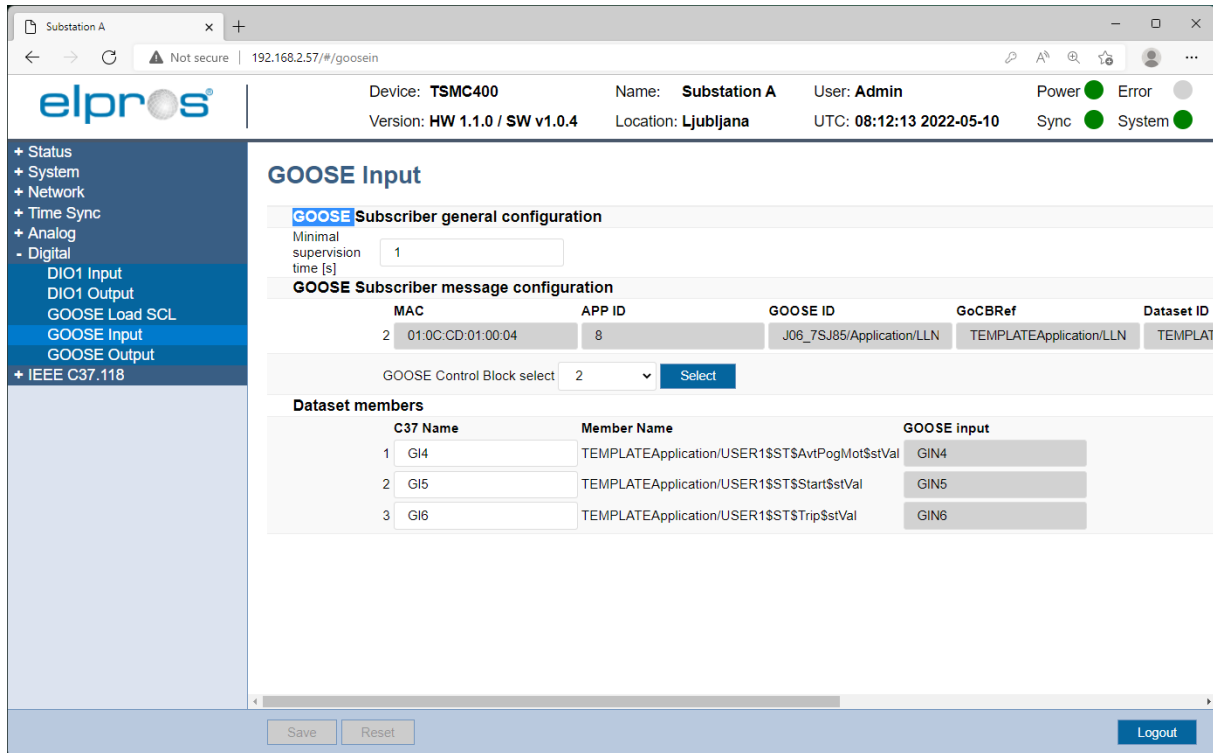 Substation A
Not secure
192.168.2.57/#/goosein
elpros
Device: TSMC400 Name: Substation A User: Admin Power Error
Version: HW 1.1.0 / SW v1.0.4 Location: Ljubljana UTC: 08:12:13 2022-05-10 Sync System
+ Status
+ System
+ Network
+ Time Sync
+ Analog
- Digital
DIO1 Input
DIO1 Output
GOOSE Load SCL
GOOSE Input
GOOSE Output
+ IEEE C37.118
GOOSE Input
GOOSE Subscriber general configuration
Minimal
supervision
time [s]
1
GOOSE Subscriber message configuration
MAC APP ID GOOSE ID GoCBRef Dataset ID
2 01:0C:CD:01:00:04 8 J06_7SJ85/Application/LLN TEMPLATEApplication/LLN TEMPLAT
GOOSE Control Block select 2 Select
Dataset members
C37 Name Member Name GOOSE input
1 GI4 TEMPLATEApplication/USER1$ST$AvtPogMot$stVal GIN4
2 GI5 TEMPLATEApplication/USER1$ST$Start$stVal GIN5
3 GI6 TEMPLATEApplication/USER1$ST$Trip$stVal GIN6
Save Reset Logout